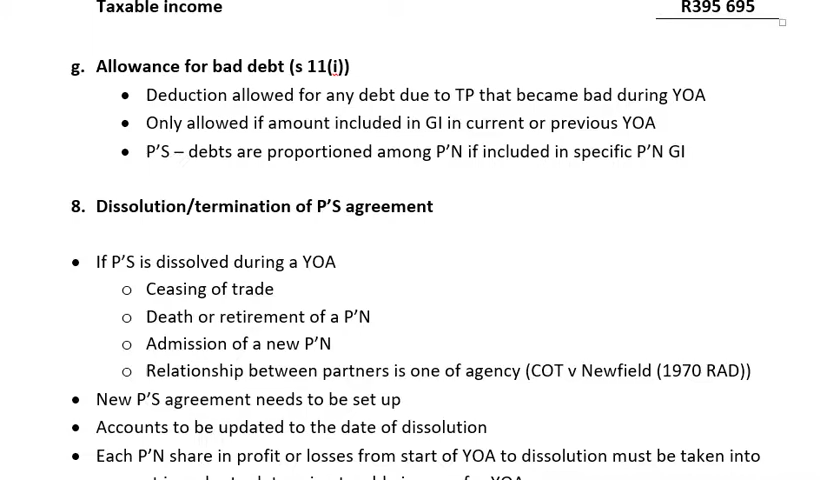 Taxable income R395 695
g. Allowance for bad debt (s 11(i))
• Deduction allowed for any debt due to TP that became bad during YOA
• Only allowed if amount included in GI in current or previous YOA
• P’S – debts are proportioned among P’N if included in specific P’N GI
8. Dissolution/termination of P’S agreement
• If P’S is dissolved during a YOA
o Ceasing of trade
o Death or retirement of a P’N
o Admission of a new P’N
o Relationship between partners is one of agency (COT v Newfield (1970 RAD))
• New P’S agreement needs to be set up
• Accounts to be updated to the date of dissolution
• Each P’N share in profit or losses from start of YOA to dissolution must be taken into